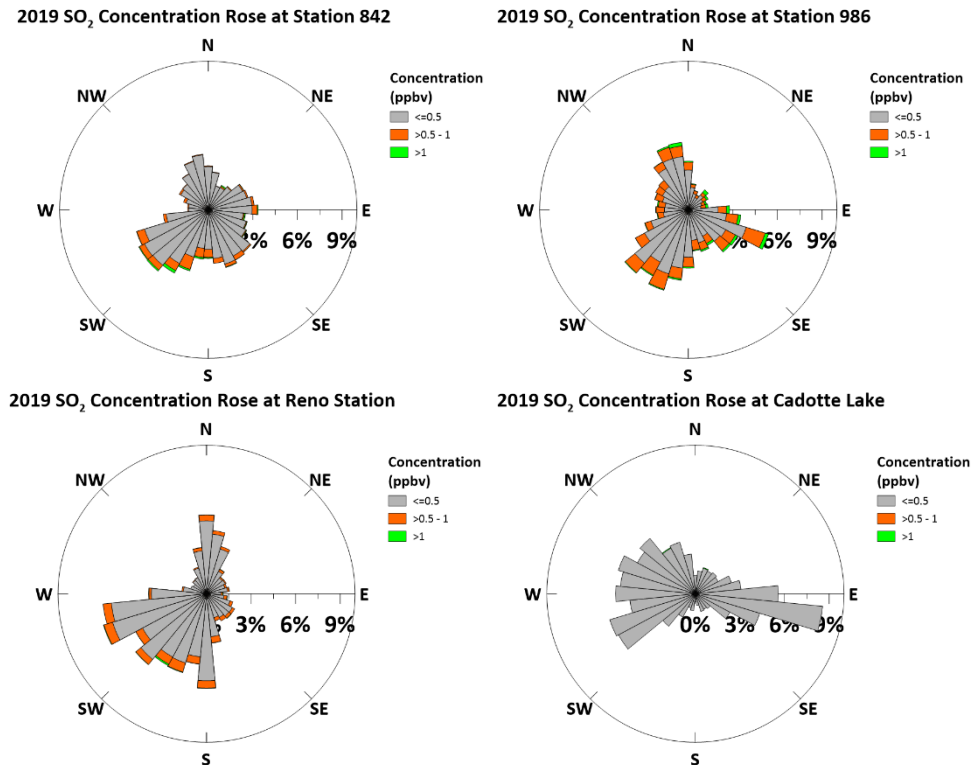 2019 SO₂ Concentration Rose at Station 842
N
NW
NE
W
E
3%
6%
9%
SW
SE
S
Concentration
(ppbv)
<=0.5
>0.5 - 1
>1
2019 SO₂ Concentration Rose at Station 986
N
NW
NE
W
E
3%
6%
9%
SW
SE
S
Concentration
(ppbv)
<=0.5
>0.5 - 1
>1
2019 SO₂ Concentration Rose at Reno Station
N
NW
NE
W
E
3%
6%
9%
SW
SE
S
Concentration
(ppbv)
<=0.5
>0.5 - 1
>1
2019 SO₂ Concentration Rose at Cadotte Lake
N
NW
NE
W
E
0%
3%
6%
9%
SW
SE
S
Concentration
(ppbv)
<=0.5
>0.5 - 1
>1